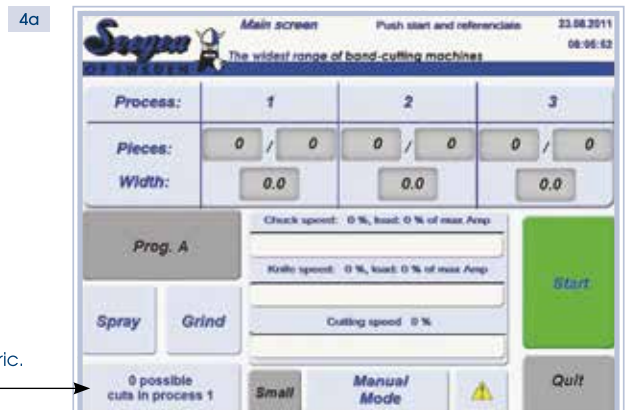 4a
Main screen Push start and referenciate 23.08.2011
08:05:52
Svegea
The widest range of band-cutting machines
OF SWEDEN
Process: 1 2 3
Pieces: 0 / 0 0 / 0 0 / 0
Width: 0.0 0.0 0.0
Chuck speed: 0 %, load: 0 % of max Amp
Prog. A
Knife speed: 0 %, load: 0 % of max Amp
Start
Spray Grind
Cutting speed 0 %
ric.
0 possible
cuts in process 1
Small
Manual
Mode
Quit